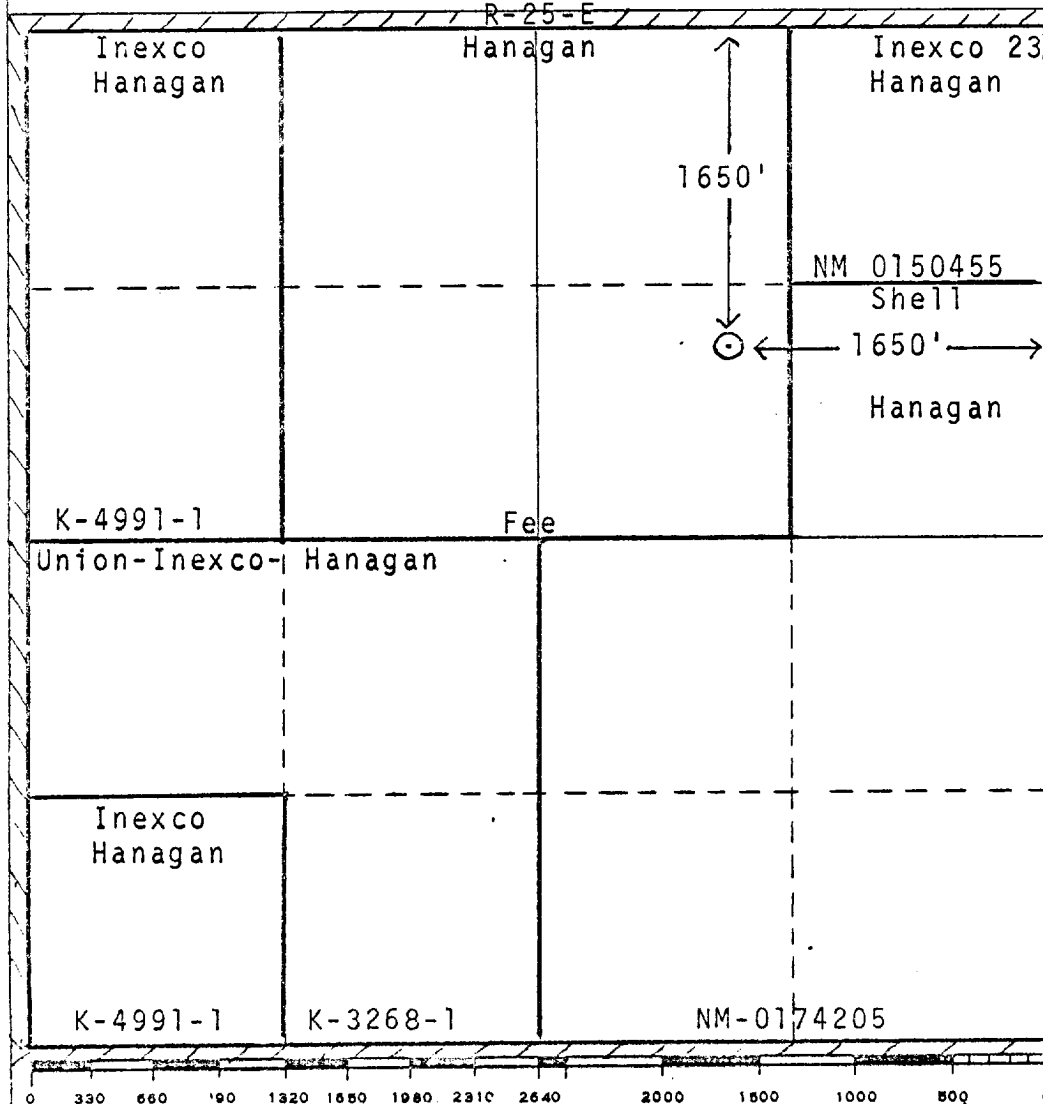 R-25-E
Inexco
Hanagan
Hanagan
Inexco 23
Hanagan
1650'
NM 0150455
Shell
1650'
Hanagan
K-4991-1
Fee
Union-Inexco- Hanagan
Inexco
Hanagan
K-4991-1
K-3268-1
NM-0174205
0 330 660 '90 1320 1650 1980 2310 2640 2000 1500 1000 500